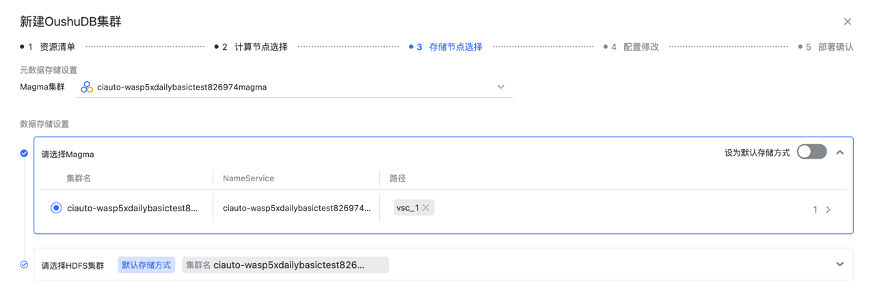 新建OushuDB集群
1 资源清单 2 计算节点选择 3 存储节点选择 4 配置修改 5 部署确认
元数据存储设置
Magma集群 ciauto-wasp5xdailybasictest826974magma
数据存储设置
请选择Magma 设为默认存储方式
集群名 NameService 路径
ciauto-wasp5xdailybasictest8... ciauto-wasp5xdailybasictest826974... vsc_1 1
请选择HDFS集群 默认存储方式 集群名 ciauto-wasp5xdailybasictest826...